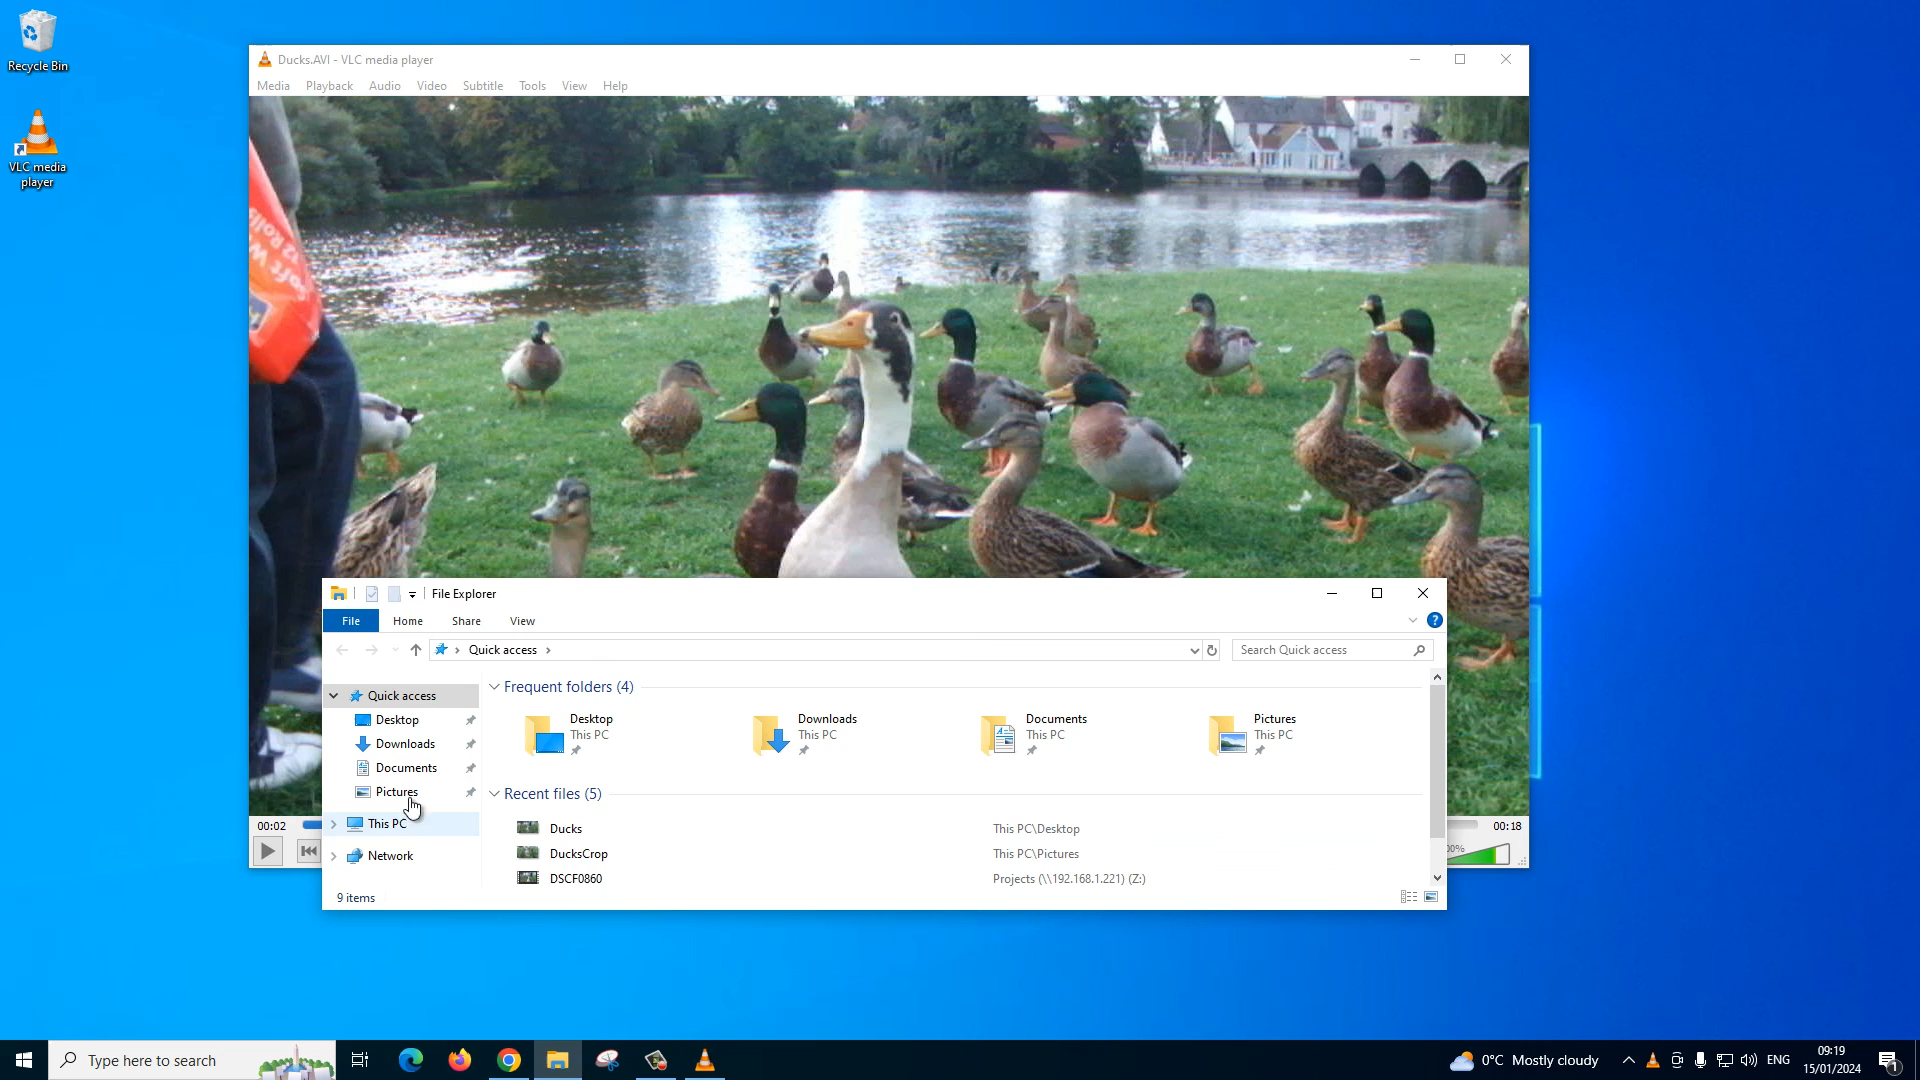 Recycle Bin
VLC media
player
Ducks.AVI - VLC media player
Media Playback Audio Video Subtitle Tools View Help
Soft W
12 Rolls
File Explorer
File Home Share View
Quick access
Search Quick access
Quick access
Desktop
Downloads
Documents
Pictures
This PC
Network
Frequent folders (4)
Desktop
This PC
Downloads
This PC
Documents
This PC
Pictures
This PC
Recent files (5)
Ducks This PC\Desktop
DucksCrop This PC\Pictures
DSCF0860 Projects (\\192.168.1.221) (Z:)
9 items
00:02
00:18
Type here to search
0°C Mostly cloudy
ENG
09:19
15/01/2024
1